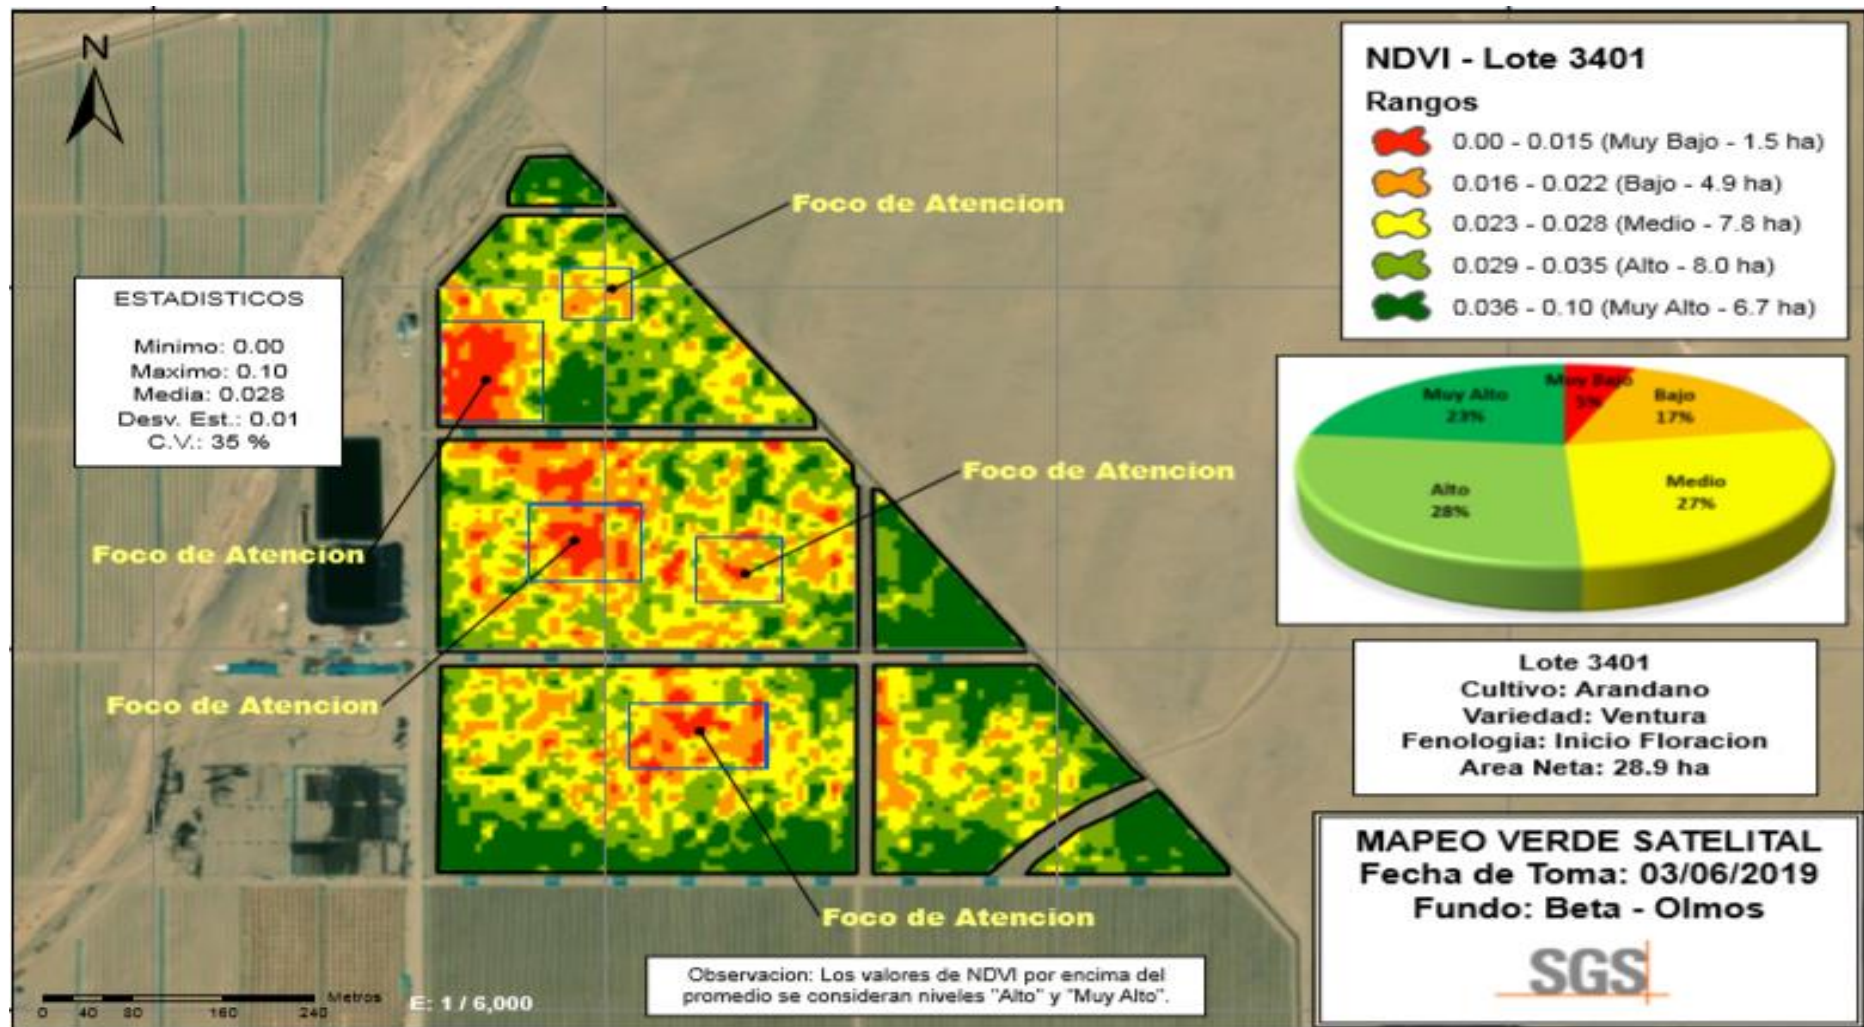 N
NDVI - Lote 3401
Rangos
0.00 - 0.015 (Muy Bajo - 1.5 ha)
0.016 - 0.022 (Bajo - 4.9 ha)
0.023 - 0.028 (Medio - 7.8 ha)
0.029 - 0.035 (Alto - 8.0 ha)
0.036 - 0.10 (Muy Alto - 6.7 ha)
Foco de Atencion
ESTADISTICOS
Minimo: 0.00
Maximo: 0.10
Media: 0.028
Desv. Est.: 0.01
C.V.: 35 %
Muy Alto
23%
Muy Bajo
5%
Bajo
17%
Medio
27%
Alto
28%
Foco de Atencion
Foco de Atencion
Foco de Atencion
Foco de Atencion
Lote 3401
Cultivo: Arandano
Variedad: Ventura
Fenologia: Inicio Floracion
Area Neta: 28.9 ha
MAPEO VERDE SATELITAL
Fecha de Toma: 03/06/2019
Fundo: Beta - Olmos
SGS
Observacion: Los valores de NDVI por encima del
promedio se consideran niveles "Alto" y "Muy Alto".
Metros
0 40 80 160 240
E: 1 / 6,000